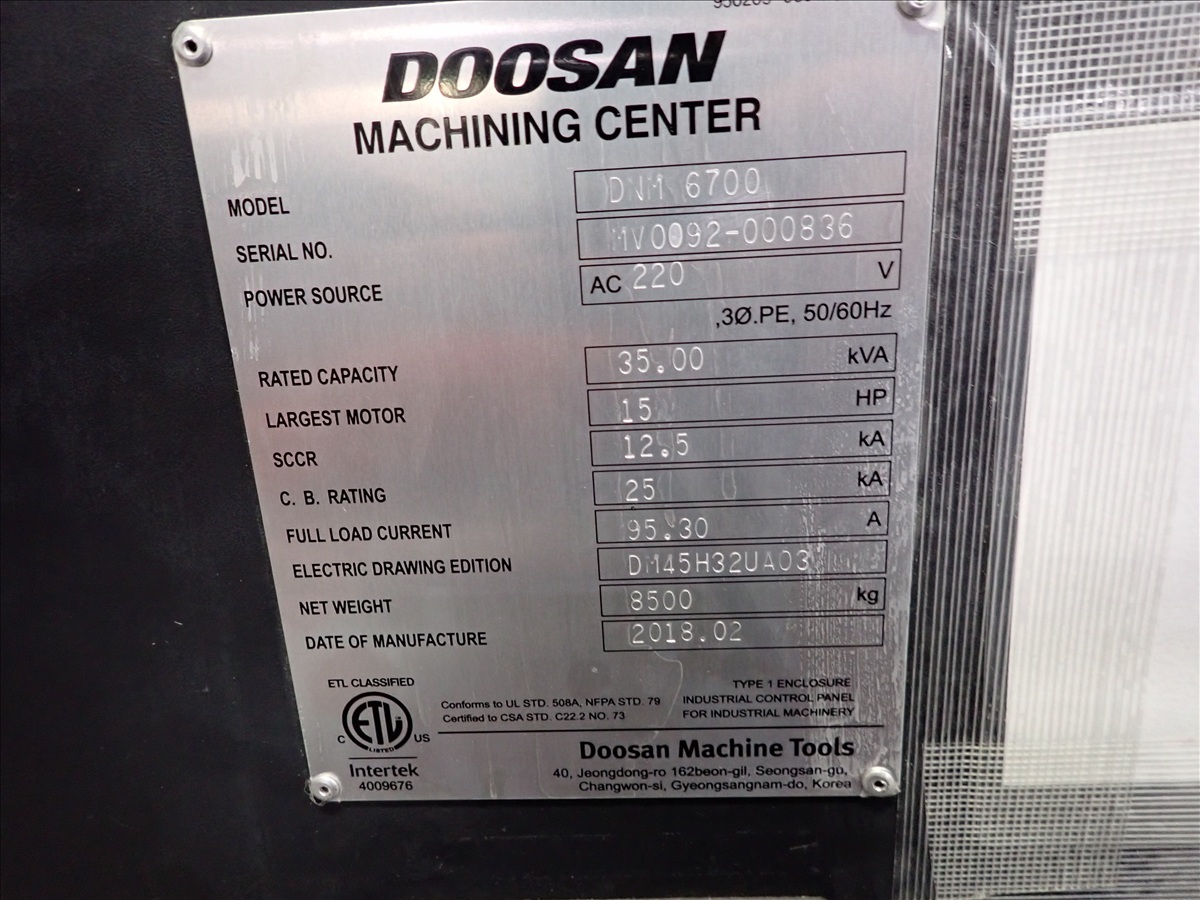 DOOSAN
MACHINING CENTER
MODEL DNM 6700
SERIAL NO. MV0092-000836
POWER SOURCE AC 220 V
,3Ø.PE, 50/60Hz
RATED CAPACITY 35.00 kVA
LARGEST MOTOR 15 HP
SCCR 12.5 kA
C. B. RATING 25 kA
FULL LOAD CURRENT 95.30 A
ELECTRIC DRAWING EDITION DM45H32UA03
NET WEIGHT 8500 kg
DATE OF MANUFACTURE 2018.02
ETL CLASSIFIED
ETL
LISTED
C US
Intertek
4009676
Conforms to UL STD. 508A, NFPA STD. 79
Certified to CSA STD. C22.2 NO. 73
TYPE 1 ENCLOSURE
INDUSTRIAL CONTROL PANEL
FOR INDUSTRIAL MACHINERY
Doosan Machine Tools
40, Jeongdong-ro 162beon-gil, Seongsan-gu,
Changwon-si, Gyeongsangnam-do, Korea